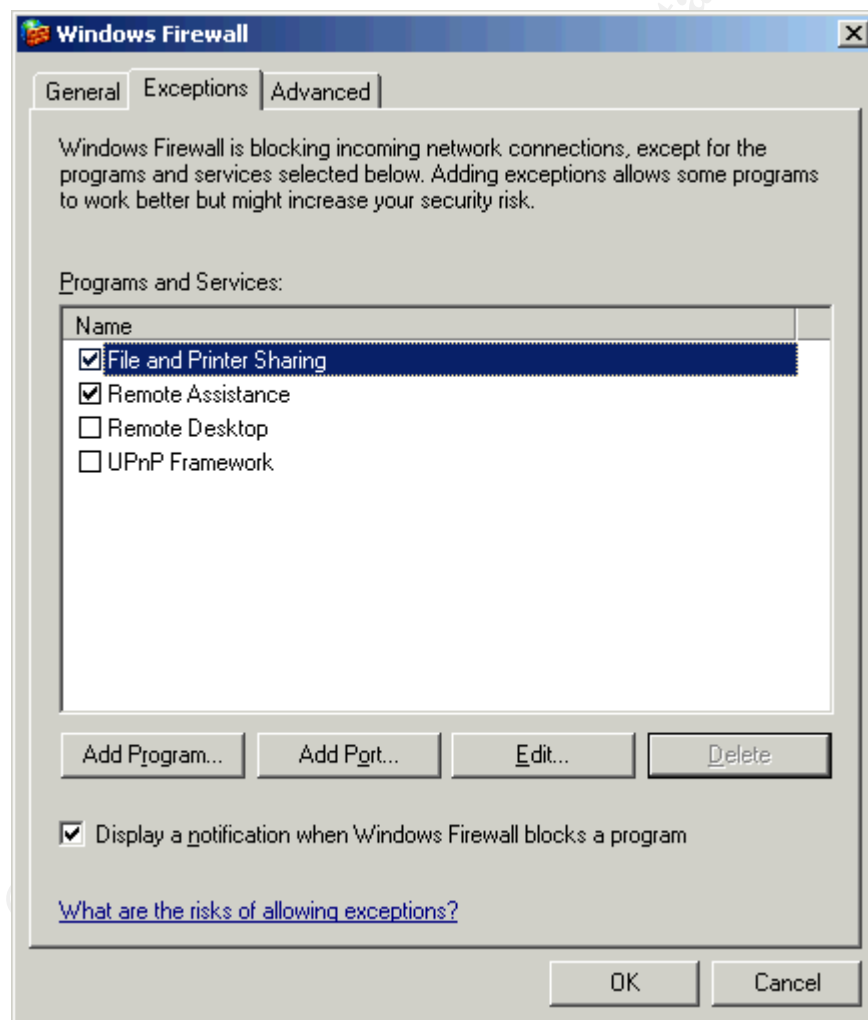 Windows Firewall
General Exceptions Advanced
Windows Firewall is blocking incoming network connections, except for the
programs and services selected below. Adding exceptions allows some programs
to work better but might increase your security risk.
Programs and Services:
Name
File and Printer Sharing
Remote Assistance
Remote Desktop
UPnP Framework
Add Program... Add Port... Edit... Delete
Display a notification when Windows Firewall blocks a program
What are the risks of allowing exceptions?
OK Cancel